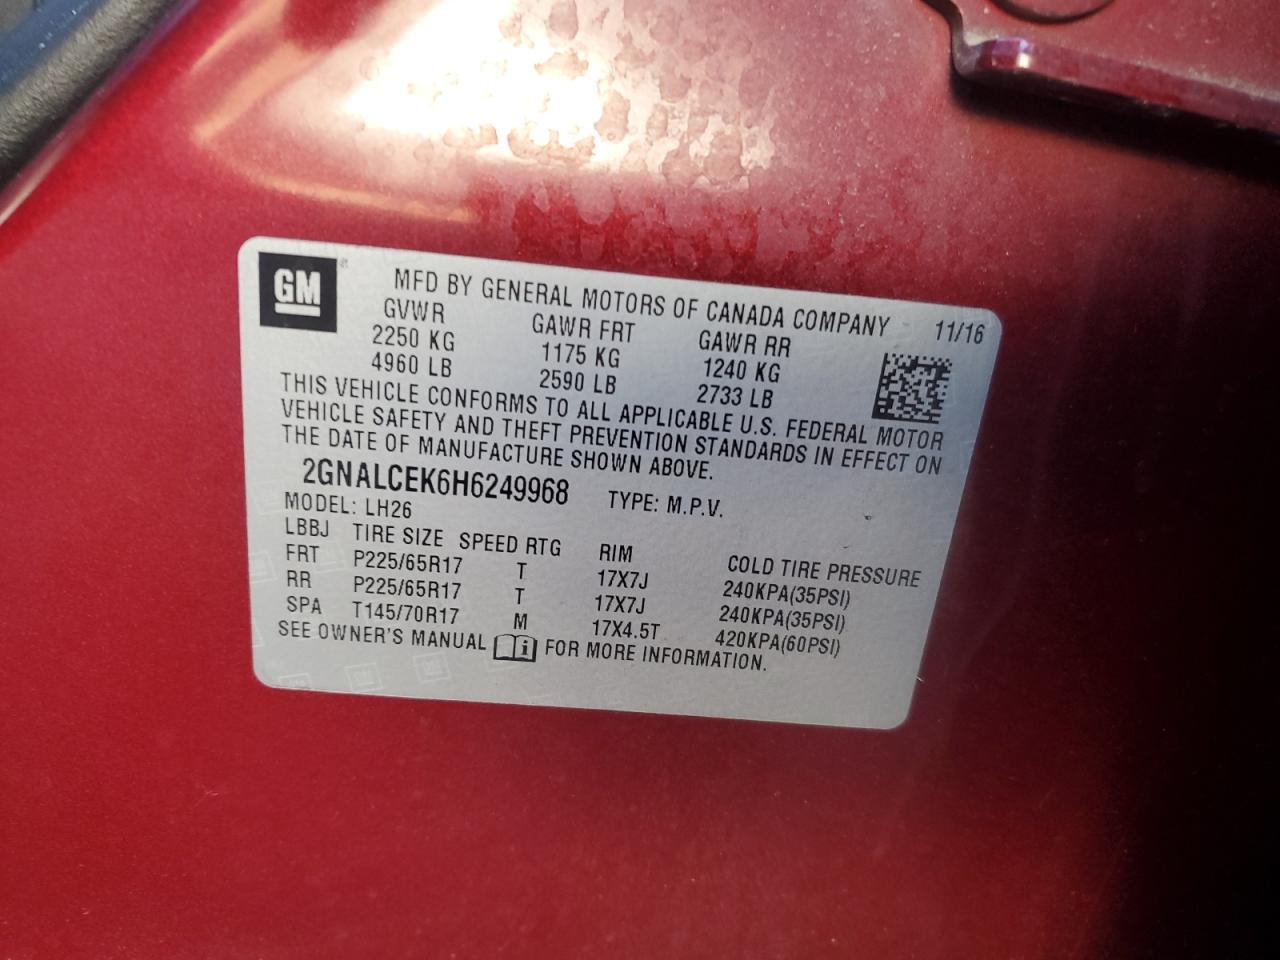 GM
MFD BY GENERAL MOTORS OF CANADA COMPANY 11/16
GVWR GAWR FRT GAWR RR
2250 KG 1175 KG 1240 KG
4960 LB 2590 LB 2733 LB
THIS VEHICLE CONFORMS TO ALL APPLICABLE U.S. FEDERAL MOTOR
VEHICLE SAFETY AND THEFT PREVENTION STANDARDS IN EFFECT ON
THE DATE OF MANUFACTURE SHOWN ABOVE.
2GNALCEK6H6249968 TYPE: M.P.V.
MODEL: LH26
LBBJ TIRE SIZE SPEED RTG RIM COLD TIRE PRESSURE
FRT P225/65R17 T 17X7J 240KPA(35PSI)
RR P225/65R17 T 17X7J 240KPA(35PSI)
SPA T145/70R17 M 17X4.5T 420KPA(60PSI)
SEE OWNER'S MANUAL i FOR MORE INFORMATION.